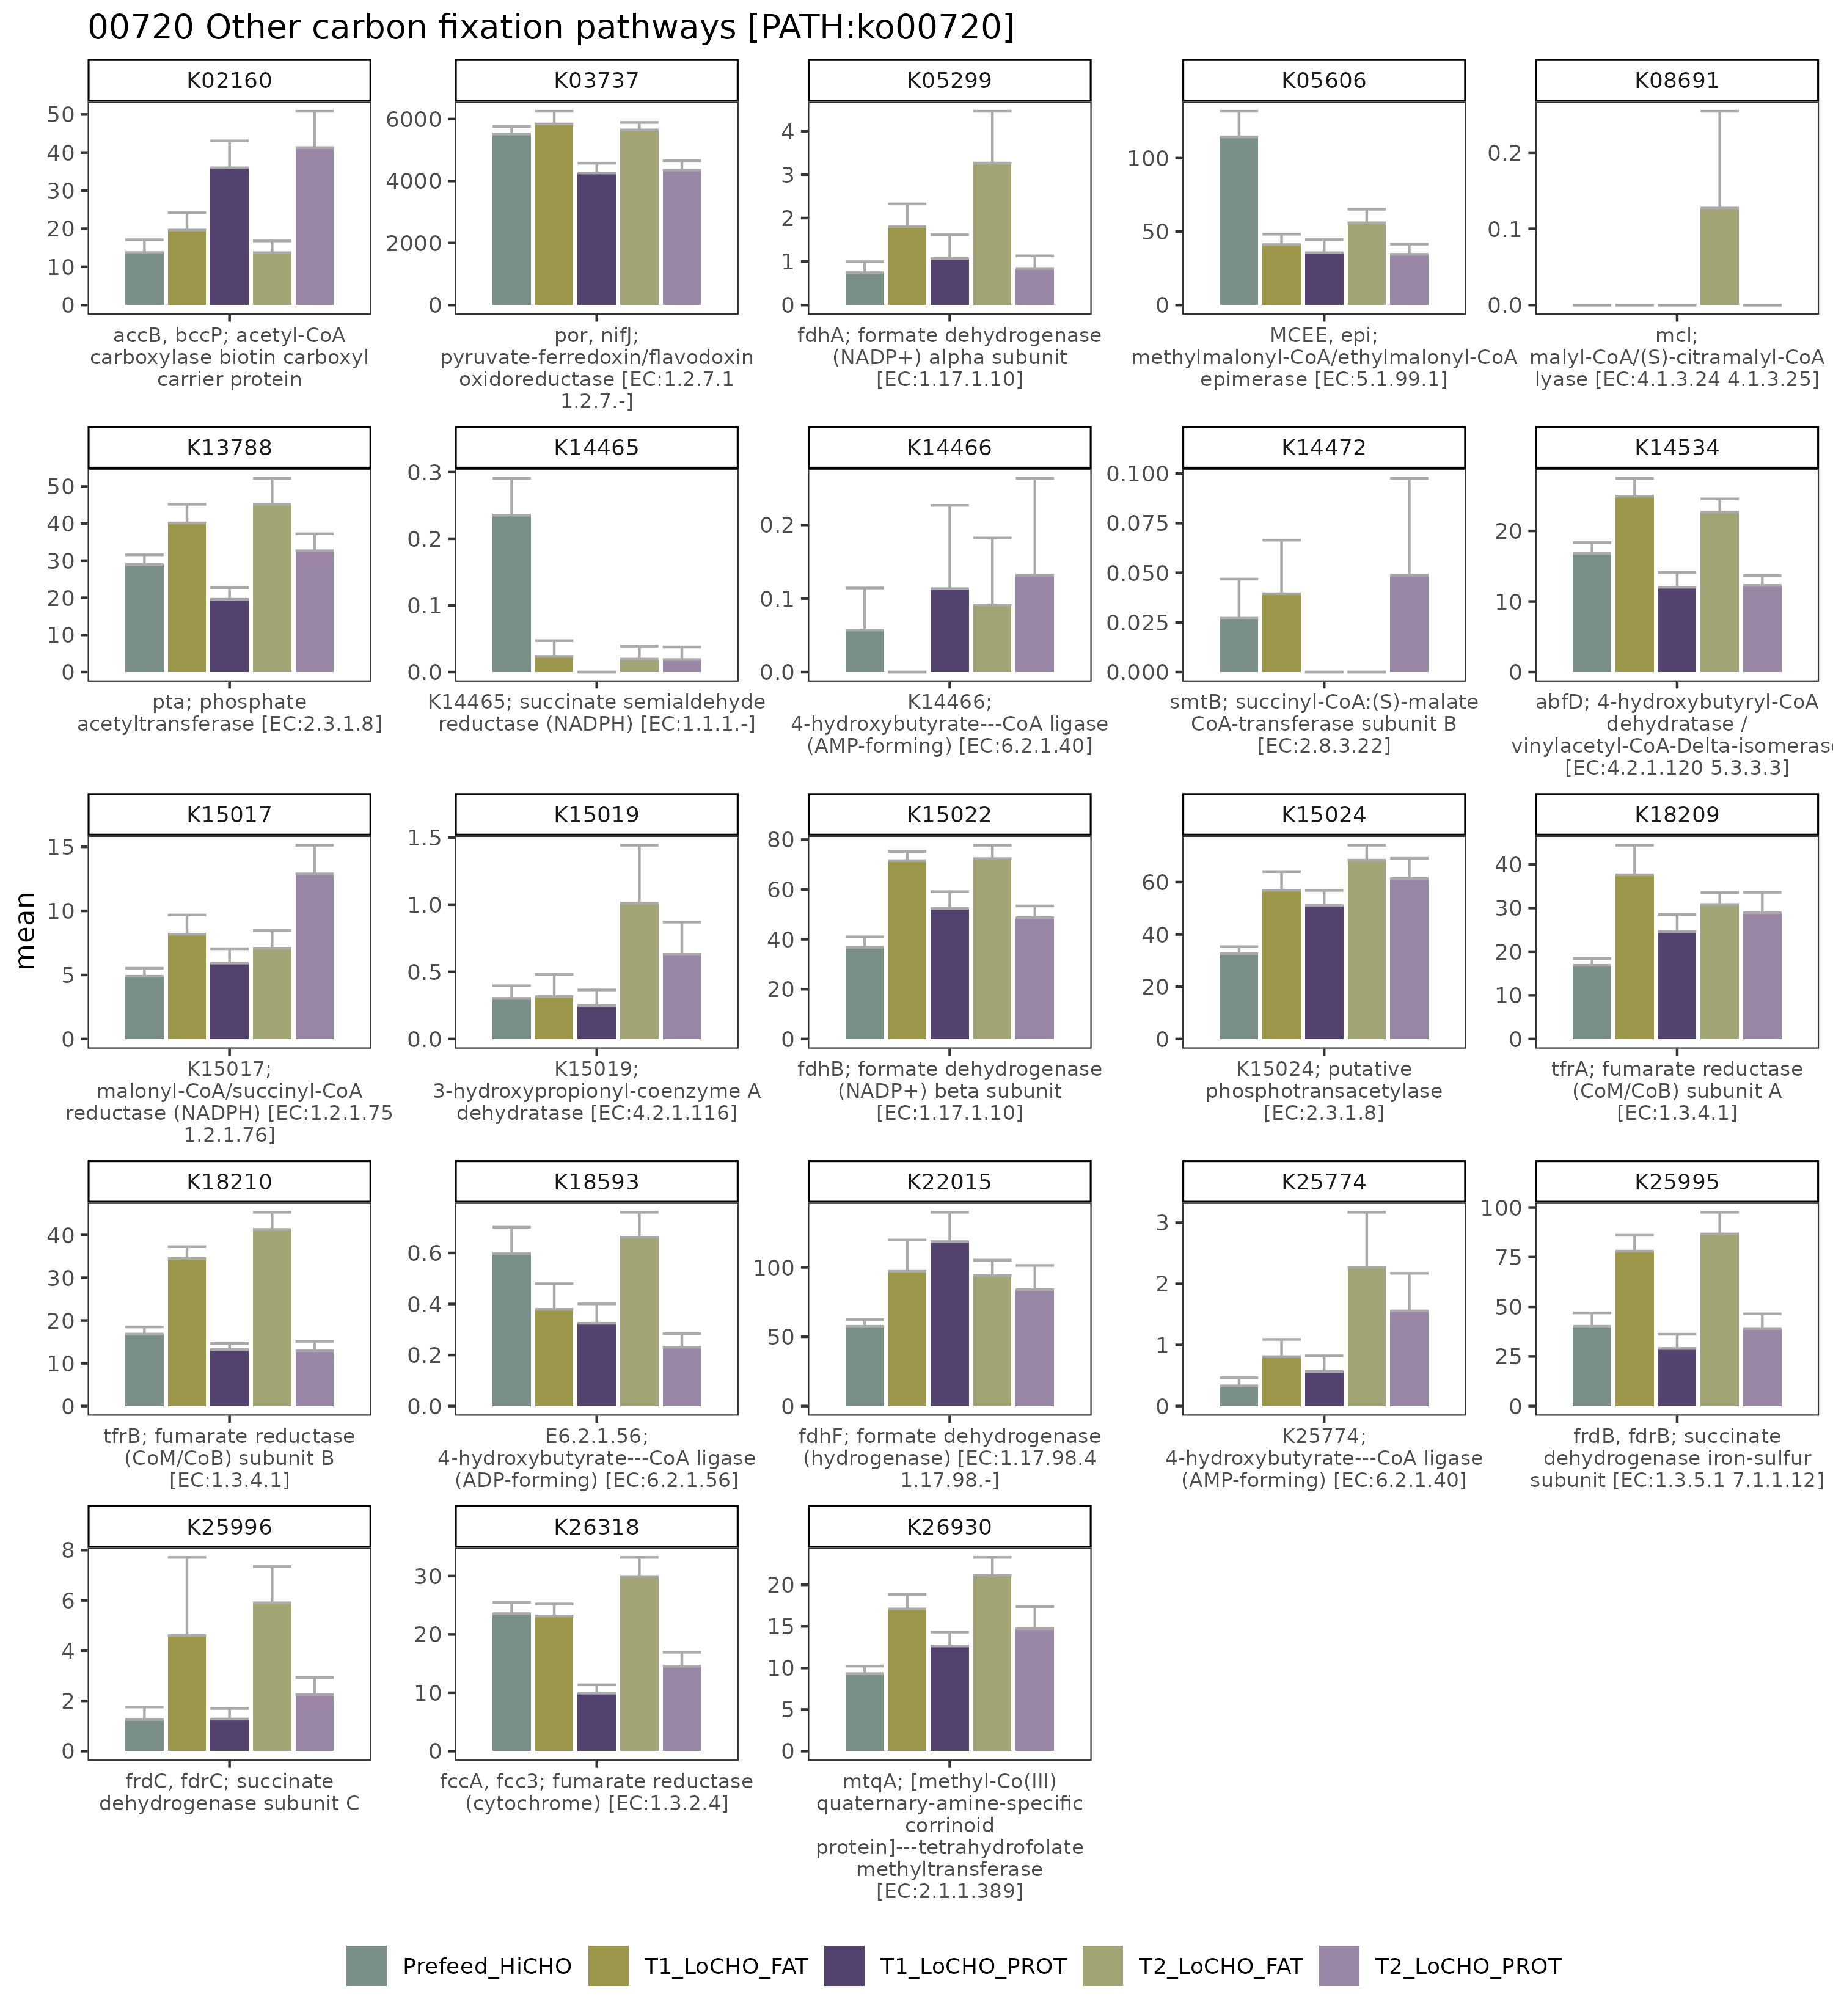 00720 Other carbon fixation pathways [PATH:ko00720]
K02160
K03737
K05299
K05606
K08691
50
40
30
20
10
0
6000
4000
2000
0
4
3
2
1
0
100
50
0
0.2
0.1
0.0
accB, bccP; acetyl-CoA
carboxylase biotin carboxyl
carrier protein
por, nifJ;
pyruvate-ferredoxin/flavodoxin
oxidoreductase [EC:1.2.7.1
1.2.7.-]
fdhA; formate dehydrogenase
(NADP+) alpha subunit
[EC:1.17.1.10]
MCEE, epi;
methylmalonyl-CoA/ethylmalonyl-CoA
epimerase [EC:5.1.99.1]
mcl;
malyl-CoA/(S)-citramalyl-CoA
lyase [EC:4.1.3.24 4.1.3.25]
K13788
K14465
K14466
K14472
K14534
50
40
30
20
10
0
0.3
0.2
0.1
0.0
0.2
0.1
0.0
0.100
0.075
0.050
0.025
0.000
20
10
0
pta; phosphate
acetyltransferase [EC:2.3.1.8]
K14465; succinate semialdehyde
reductase (NADPH) [EC:1.1.1.-]
K14466;
4-hydroxybutyrate---CoA ligase
(AMP-forming) [EC:6.2.1.40]
smtB; succinyl-CoA:(S)-malate
CoA-transferase subunit B
[EC:2.8.3.22]
abfD; 4-hydroxybutyryl-CoA
dehydratase /
vinylacetyl-CoA-Delta-isomeras
[EC:4.2.1.120 5.3.3.3]
mean
K15017
K15019
K15022
K15024
K18209
15
10
5
0
1.5
1.0
0.5
0.0
80
60
40
20
0
60
40
20
0
40
30
20
10
0
K15017;
malonyl-CoA/succinyl-CoA
reductase (NADPH) [EC:1.2.1.75
1.2.1.76]
K15019;
3-hydroxypropionyl-coenzyme A
dehydratase [EC:4.2.1.116]
fdhB; formate dehydrogenase
(NADP+) beta subunit
[EC:1.17.1.10]
K15024; putative
phosphotransacetylase
[EC:2.3.1.8]
tfrA; fumarate reductase
(CoM/CoB) subunit A
[EC:1.3.4.1]
K18210
K18593
K22015
K25774
K25995
40
30
20
10
0
0.6
0.4
0.2
0.0
100
50
0
3
2
1
0
100
75
50
25
0
tfrB; fumarate reductase
(CoM/CoB) subunit B
[EC:1.3.4.1]
E6.2.1.56;
4-hydroxybutyrate---CoA ligase
(ADP-forming) [EC:6.2.1.56]
fdhF; formate dehydrogenase
(hydrogenase) [EC:1.17.98.4
1.17.98.-]
K25774;
4-hydroxybutyrate---CoA ligase
(AMP-forming) [EC:6.2.1.40]
frdB, fdrB; succinate
dehydrogenase iron-sulfur
subunit [EC:1.3.5.1 7.1.1.12]
K25996
K26318
K26930
8
6
4
2
0
30
20
10
0
20
15
10
5
0
frdC, fdrC; succinate
dehydrogenase subunit C
fccA, fcc3; fumarate reductase
(cytochrome) [EC:1.3.2.4]
mtqA; [methyl-Co(III)
quaternary-amine-specific
corrinoid
protein]---tetrahydrofolate
methyltransferase
[EC:2.1.1.389]
Prefeed_HiCHO
T1_LoCHO_FAT
T1_LoCHO_PROT
T2_LoCHO_FAT
T2_LoCHO_PROT